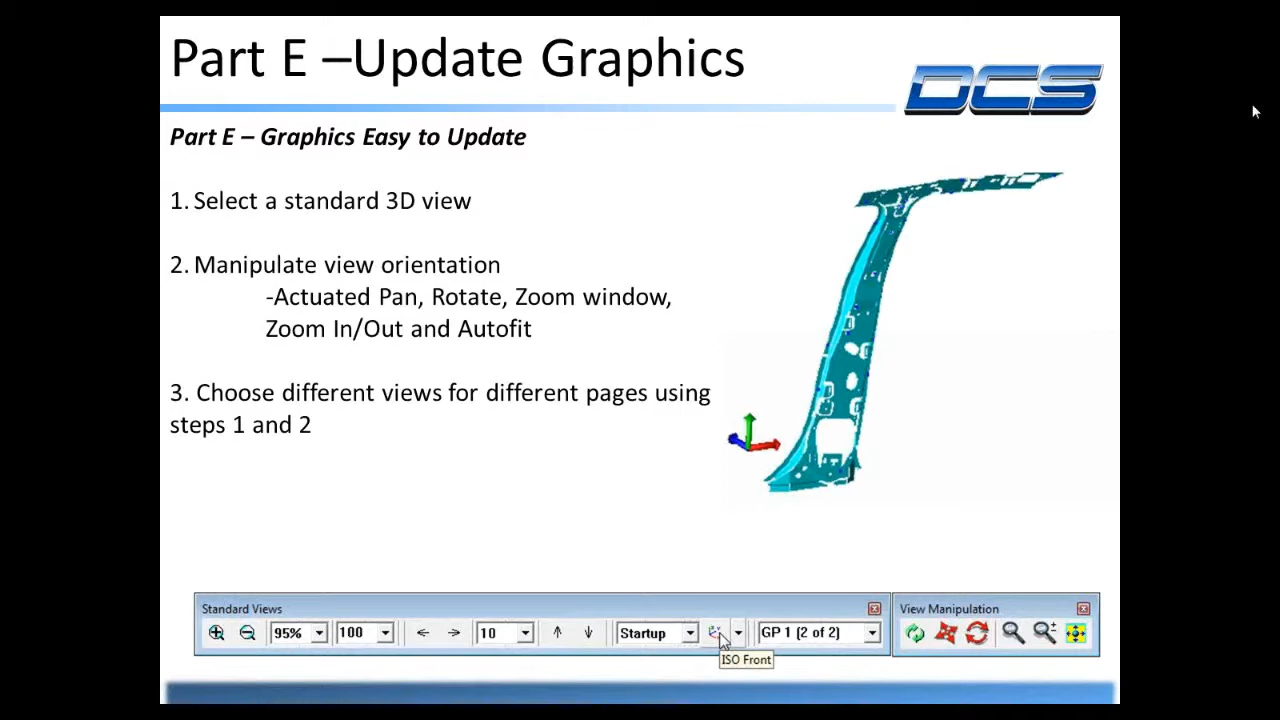 Part E –Update Graphics
DCS
Part E – Graphics Easy to Update
1. Select a standard 3D view
2. Manipulate view orientation
-Actuated Pan, Rotate, Zoom window,
Zoom In/Out and Autofit
3. Choose different views for different pages using
steps 1 and 2
Standard Views
View Manipulation
95% 100 10 Startup GP 1 (2 of 2)
ISO Front